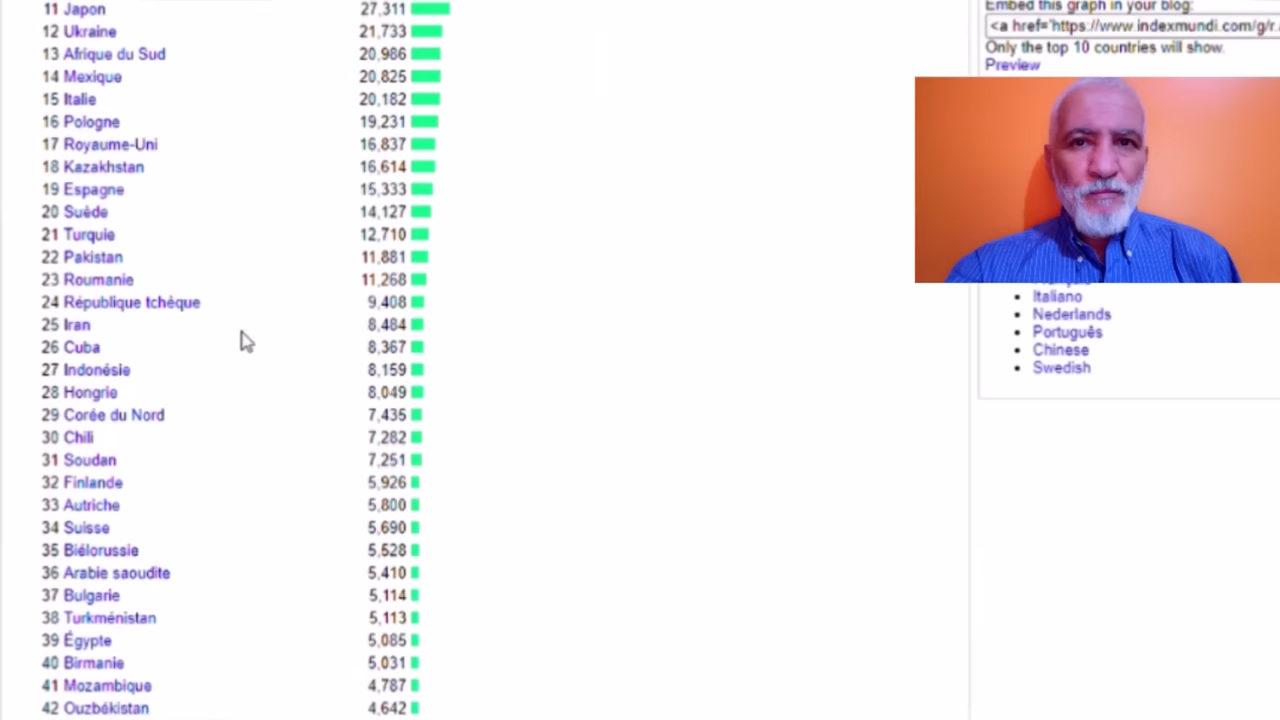 11 Japon 27,311
12 Ukraine 21,733
13 Afrique du Sud 20,986
14 Mexique 20,825
15 Italie 20,182
16 Pologne 19,231
17 Royaume-Uni 16,837
18 Kazakhstan 16,614
19 Espagne 15,333
20 Suède 14,127
21 Turquie 12,710
22 Pakistan 11,881
23 Roumanie 11,268
24 République tchèque 9,408
25 Iran 8,484
26 Cuba 8,367
27 Indonésie 8,159
28 Hongrie 8,049
29 Corée du Nord 7,435
30 Chili 7,282
31 Soudan 7,251
32 Finlande 5,926
33 Autriche 5,800
34 Suisse 5,690
35 Biélorussie 5,528
36 Arabie saoudite 5,410
37 Bulgarie 5,114
38 Turkménistan 5,113
39 Égypte 5,085
40 Birmanie 5,031
41 Mozambique 4,787
42 Ouzbékistan 4,642
Embed this graph in your blog:
<a href='https://www.indexmundi.com/g/r.
Only the top 10 countries will show.
Preview
Italiano
Nederlands
Português
Chinese
Swedish